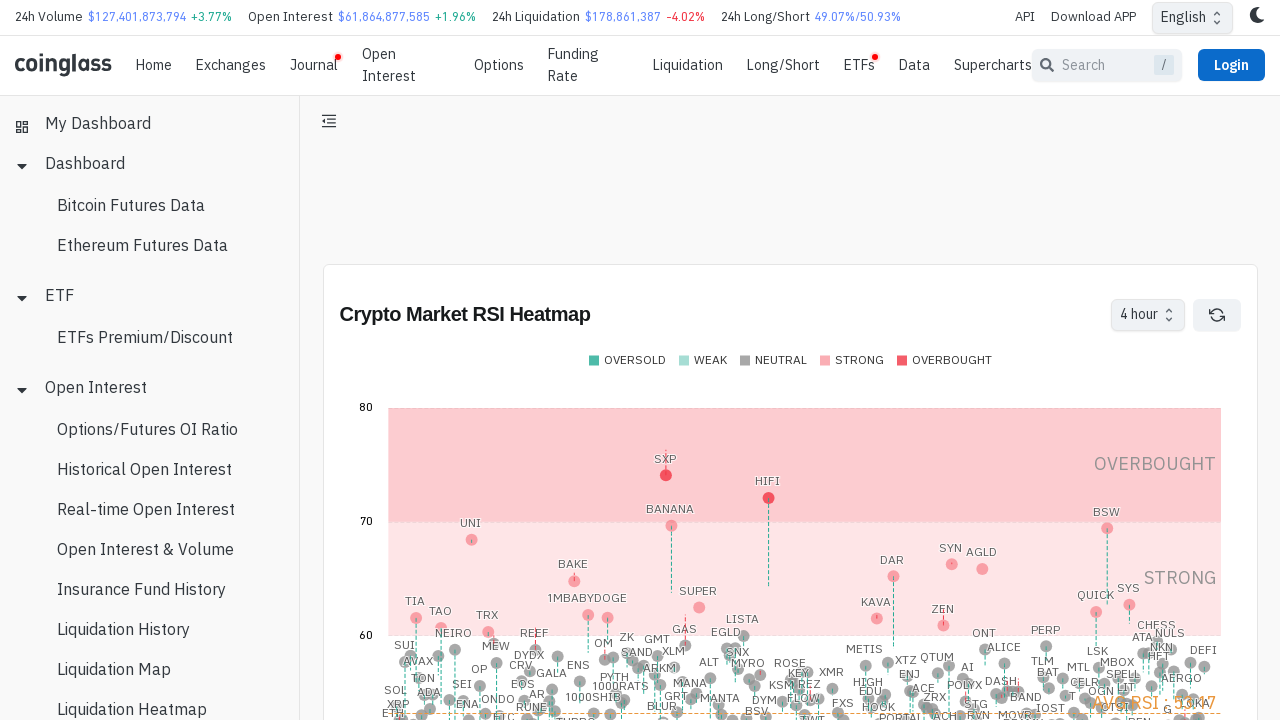 24h Volume $127,401,873,794 +3.77% Open Interest $61,864,877,585 +1.96% 24h Liquidation $178,861,387 -4.02% 24h Long/Short 49.07%/50.93% API Download APP English
coinglass Home Exchanges Journal Open Interest Options Funding Rate Liquidation Long/Short ETFs Data Supercharts Search / Login
My Dashboard
Dashboard
Bitcoin Futures Data
Ethereum Futures Data
ETF
ETFs Premium/Discount
Open Interest
Options/Futures OI Ratio
Historical Open Interest
Real-time Open Interest
Open Interest & Volume
Insurance Fund History
Liquidation History
Liquidation Map
Liquidation Heatmap
Crypto Market RSI Heatmap
4 hour
OVERSOLD WEAK NEUTRAL STRONG OVERBOUGHT
80
SXP OVERBOUGHT
HIFI
BANANA BSW
70 UNI
SYN AGLD
BAKE DAR
STRONG
1MBABYDOGE SUPER SYS
TIA KAVA QUICK
TAO TRX ZEN
LISTA
CHESS
60 NEIRO REEF ZK GMT GAS EGLD ONT PERP ATA NULS
SUI MEW OM METIS ALICE NKN
DYDX SAND XLM SNX LSK DEFI
AVAX CRV ENS ARKM ALT MYRO ROSE XTZ QTUM TLM MBOX HFT
OP GALA KEY XMR AI MTL
TON EOS PYTH ENJ BAT SPELL AERGO
SEI 1000RATS MANA KSM REZ HIGH POLYX DASH CELR
SOL ADA AR 1000SHIB GRT MANTA DYM FLOW EDU ACE BAND OGN LIT
XRP ENA ONDO RUNE BLUR BSV FXS HOOK ZRX STG IOST LOKA
ETH ETC PORTAL ACH RVN MOVR